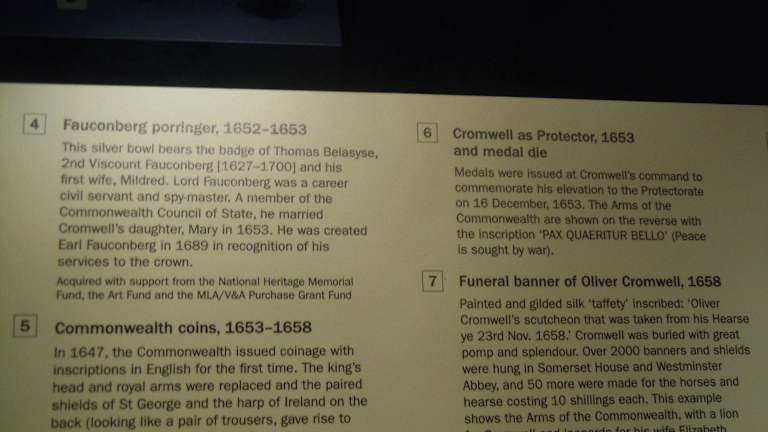 4
Fauconberg porringer, 1652–1653
This silver bowl bears the badge of Thomas Belasyse,
2nd Viscount Fauconberg [1627–1700] and his
first wife, Mildred. Lord Fauconberg was a career
civil servant and spy-master. A member of the
Commonwealth Council of State, he married
Cromwell's daughter, Mary in 1653. He was created
Earl Fauconberg in 1689 in recognition of his
services to the crown.
Acquired with support from the National Heritage Memorial
Fund, the Art Fund and the MLA/V&A Purchase Grant Fund
5
Commonwealth coins, 1653–1658
In 1647, the Commonwealth issued coinage with
inscriptions in English for the first time. The king's
head and royal arms were replaced and the paired
shields of St George and the harp of Ireland on the
back (looking like a pair of trousers, gave rise to
6
Cromwell as Protector, 1653
and medal die
Medals were issued at Cromwell's command to
commemorate his elevation to the Protectorate
on 16 December, 1653. The Arms of the
Commonwealth are shown on the reverse with
the inscription 'PAX QUAERITUR BELLO' (Peace
is sought by war).
7
Funeral banner of Oliver Cromwell, 1658
Painted and gilded silk 'taffety' inscribed: 'Oliver
Cromwell's scutcheon that was taken from his Hearse
ye 23rd Nov. 1658.' Cromwell was buried with great
pomp and splendour. Over 2000 banners and shields
were hung in Somerset House and Westminster
Abbey, and 50 more were made for the horses and
hearse costing 10 shillings each. This example
shows the Arms of the Commonwealth, with a lion
for Cromwell and leopards for his wife Elizabeth